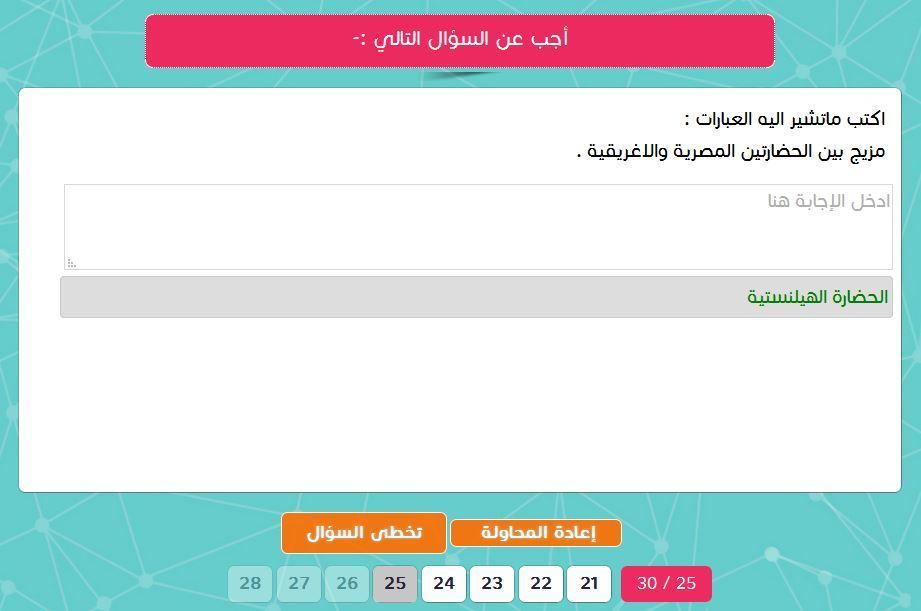 أجب عن السؤال التالي :-
اكتب ماتشير اليه العبارات :
مزيج بين الحضارتين المصرية والاغريقية .
ادخل الإجابة هنا
الحضارة الهيلنستية
إعادة المحاولة
تخطى السؤال
30 / 25
21
22
23
24
25
26
27
28